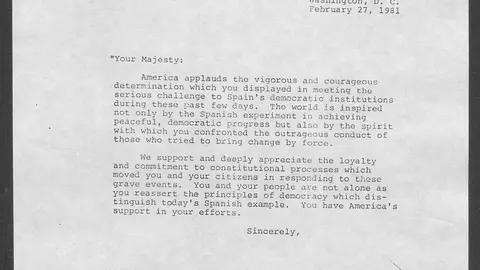 Washington, D. C.
February 27, 1981
"Your Majesty:
America applauds the vigorous and courageous
determination which you displayed in meeting the
serious challenge to Spain's democratic institutions
during these past few days. The world is inspired
not only by the Spanish experiment in achieving
peaceful, democratic progress but also by the spirit
with which you confronted the outrageous conduct of
those who tried to bring change by force.
We support and deeply appreciate the loyalty
and commitment to constitutional processes which
moved you and your citizens in responding to these
grave events. You and your people are not alone as
you reassert the principles of democracy which dis-
tinguish today's Spanish example. You have America's
support in your efforts.
Sincerely,